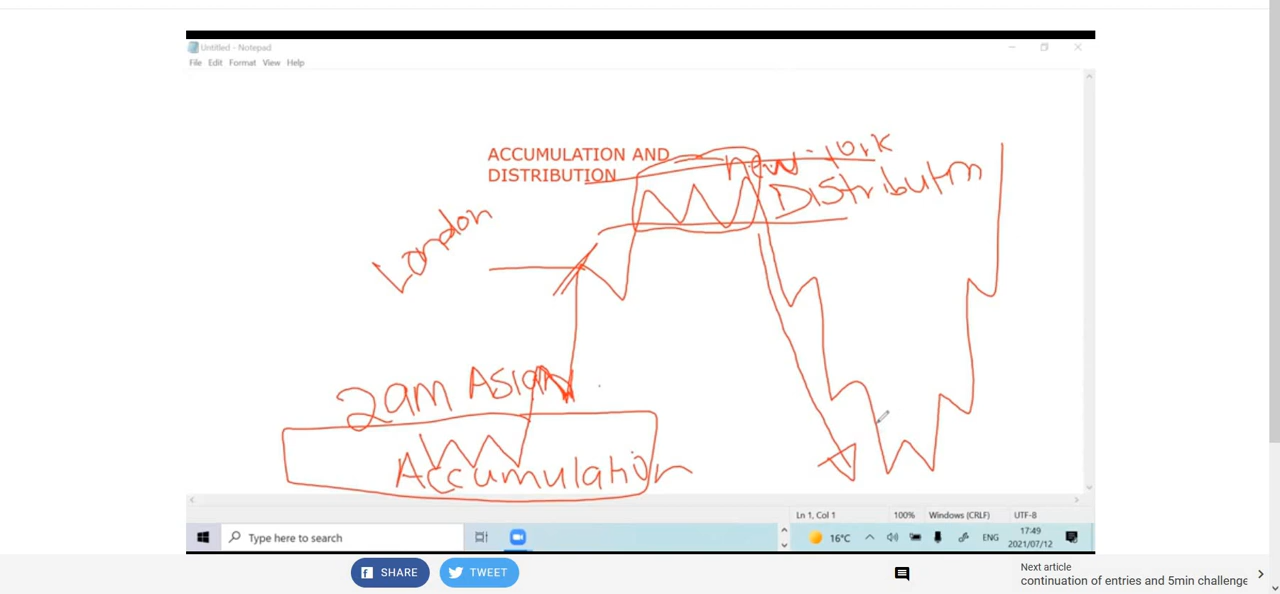 Untitled - Notepad
File Edit Format View Help
ACCUMULATION AND
DISTRIBUTION
new-york
Distributin
London
2am Asian
Accumulation
Ln 1, Col 1 100% Windows (CRLF) UTF-8
Type here to search
16°C ENG
17:49
2021/07/12
SHARE TWEET
Next article
continuation of entries and 5min challenge